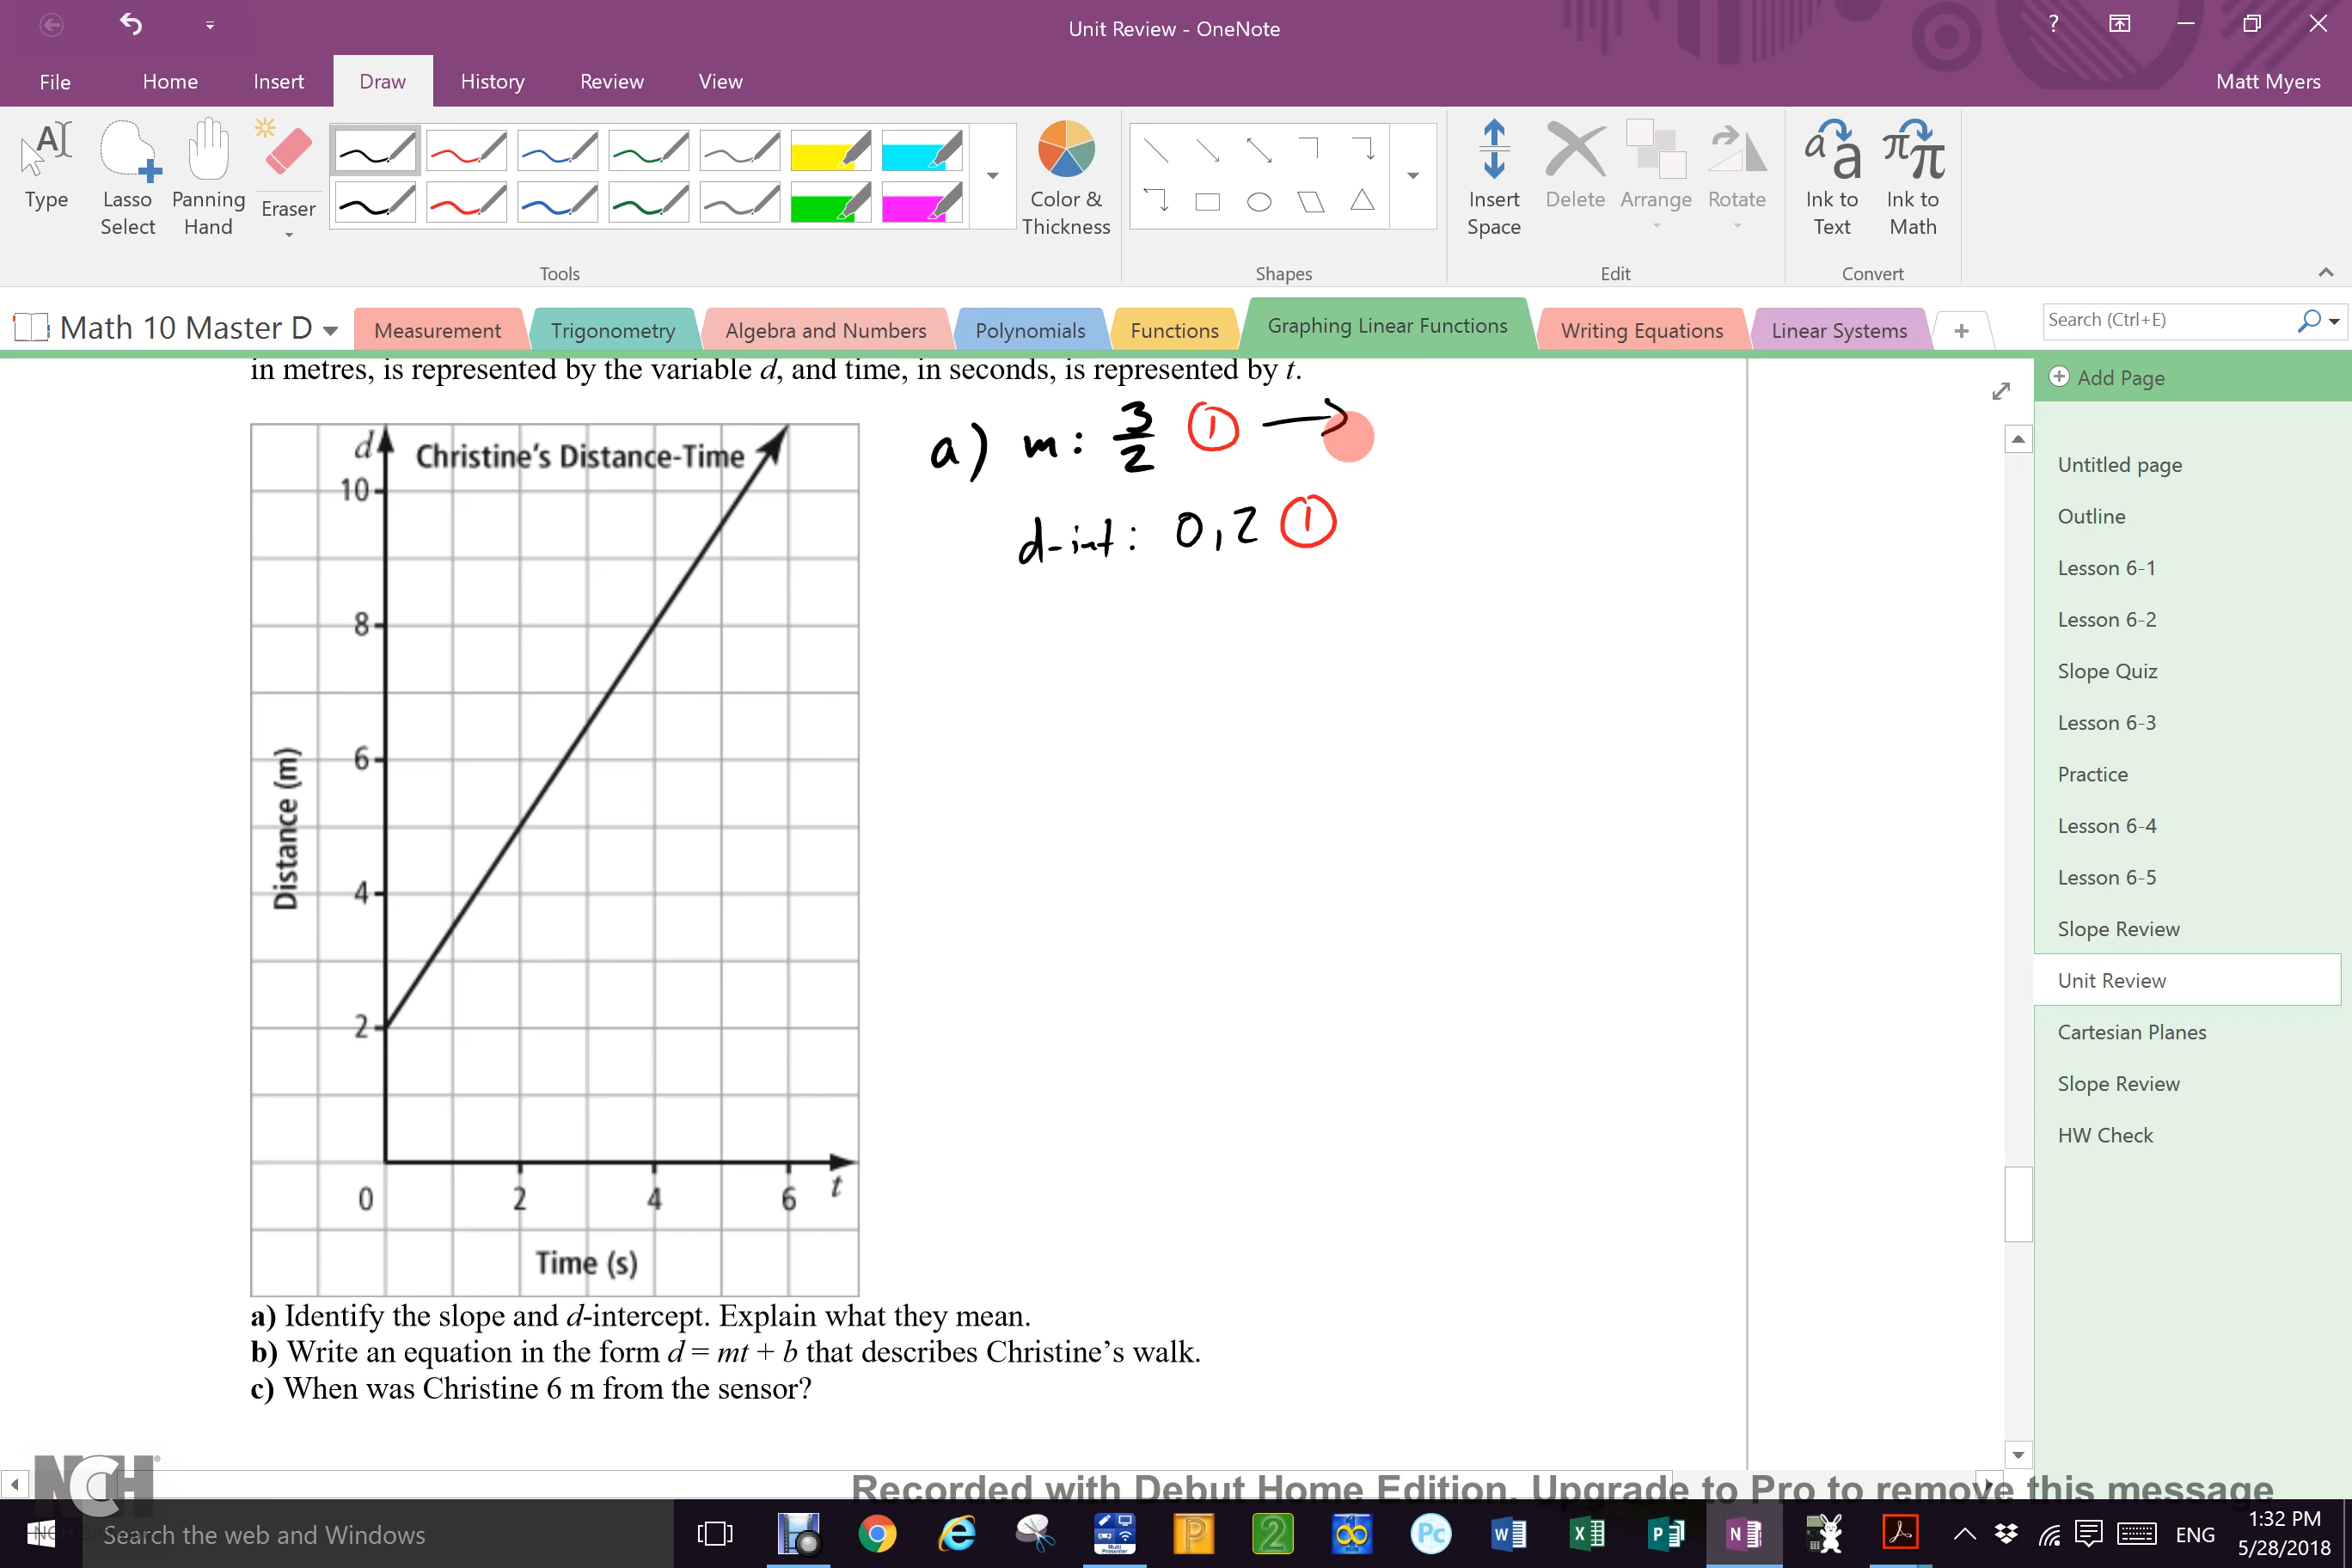 Unit Review - OneNote
?
File Home Insert Draw History Review View Matt Myers
Type
Lasso Select
Panning Hand
Eraser
Color & Thickness
Insert Space
Delete
Arrange
Rotate
Ink to Text
Ink to Math
Tools Shapes Edit Convert
Math 10 Master D
Measurement Trigonometry Algebra and Numbers Polynomials Functions Graphing Linear Functions Writing Equations Linear Systems +
Search (Ctrl+E)
in metres, is represented by the variable d, and time, in seconds, is represented by t.
a) m: 3/2 ① →
d-int: 0,2 ①
d
Christine's Distance-Time
10
8
6
4
2
0 2 4 6 t
Distance (m)
Time (s)
a) Identify the slope and d-intercept. Explain what they mean.
b) Write an equation in the form d = mt + b that describes Christine's walk.
c) When was Christine 6 m from the sensor?
Add Page
Untitled page
Outline
Lesson 6-1
Lesson 6-2
Slope Quiz
Lesson 6-3
Practice
Lesson 6-4
Lesson 6-5
Slope Review
Unit Review
Cartesian Planes
Slope Review
HW Check
NCH
Recorded with Debut Home Edition. Upgrade to Pro to remove this message
Search the web and Windows
ENG
1:32 PM
5/28/2018